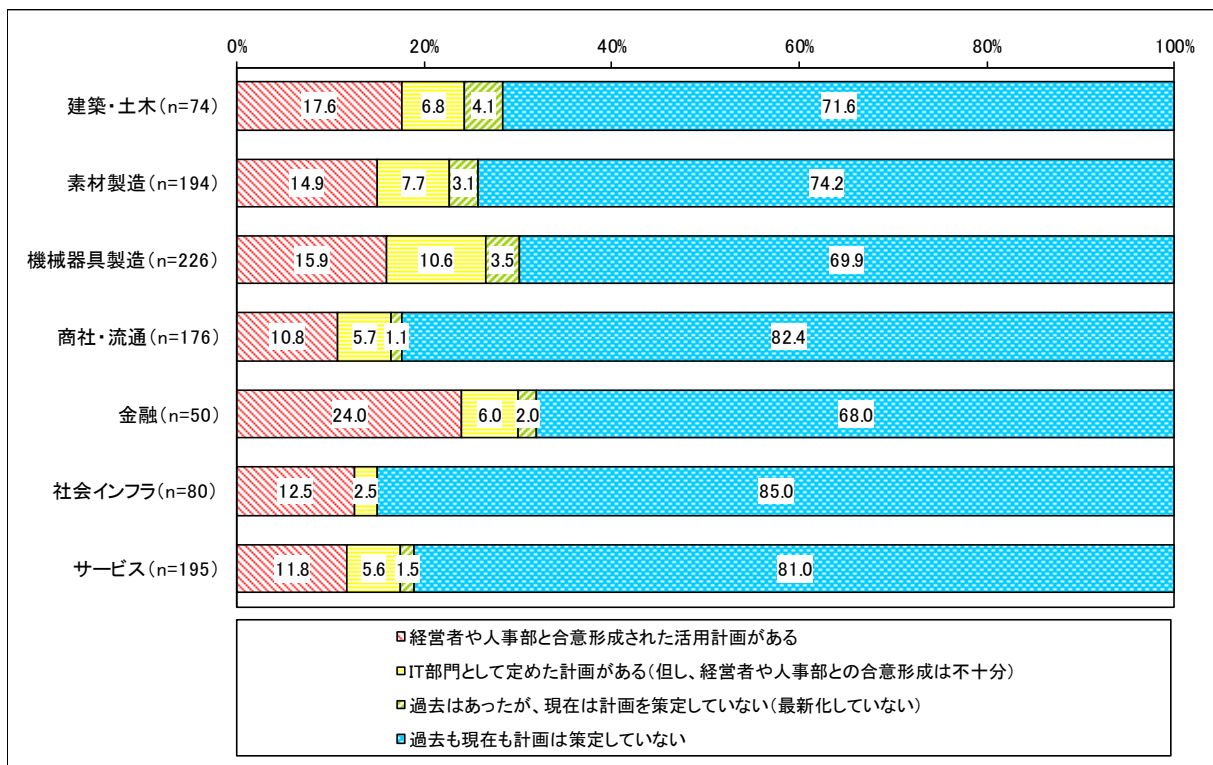 0% 20% 40% 60% 80% 100%
建築・土木(n=74) 17.6 6.8 4.1 71.6
素材製造(n=194) 14.9 7.7 3.1 74.2
機械器具製造(n=226) 15.9 10.6 3.5 69.9
商社・流通(n=176) 10.8 5.7 1.1 82.4
金融(n=50) 24.0 6.0 2.0 68.0
社会インフラ(n=80) 12.5 2.5 85.0
サービス(n=195) 11.8 5.6 1.5 81.0
経営者や人事部と合意形成された活用計画がある
IT部門として定めた計画がある(但し、経営者や人事部との合意形成は不十分)
過去はあったが、現在は計画を策定していない(最新化していない)
過去も現在も計画は策定していない